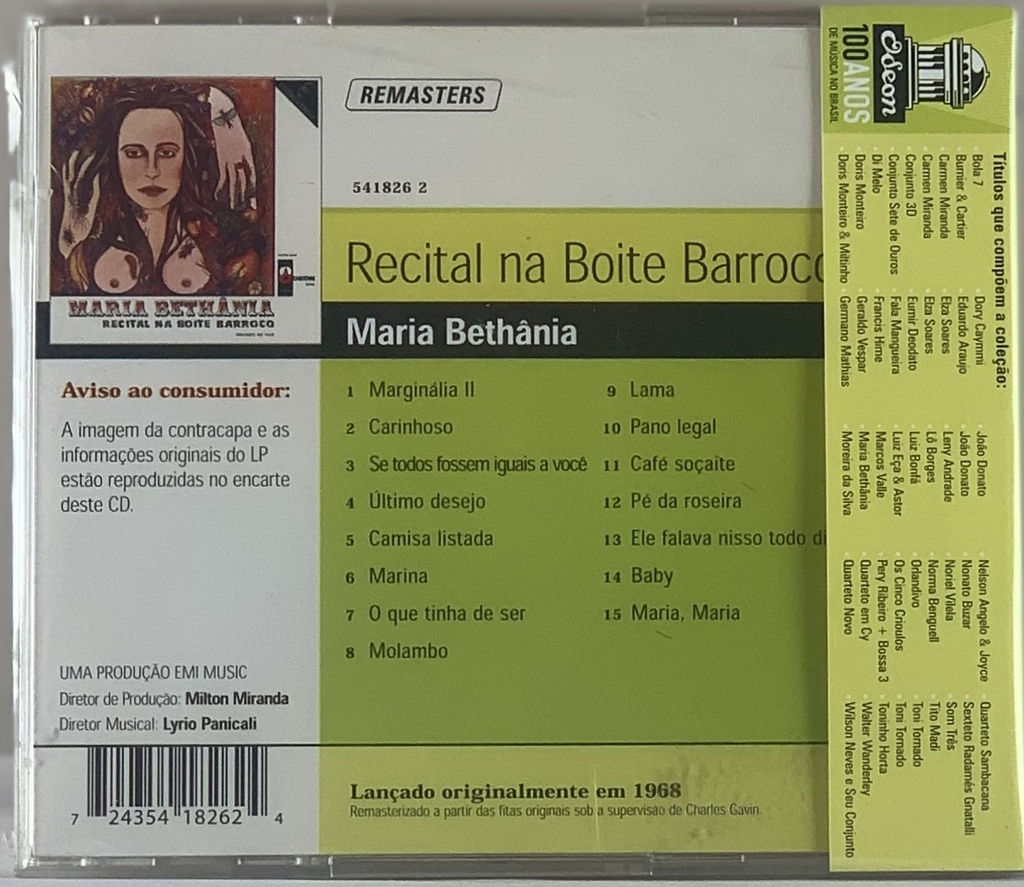 MARIA BETHÂNIA
RECITAL NA BOITE BARROCO
REMASTERS
541826 2
Recital na Boite Barroco
Maria Bethânia
Aviso ao consumidor:
A imagem da contracapa e as
informações originais do LP
estão reproduzidas no encarte
deste CD.
1 Marginália II
2 Carinhoso
3 Se todos fossem iguais a você
4 Último desejo
5 Camisa listada
6 Marina
7 O que tinha de ser
8 Molambo
9 Lama
10 Pano legal
11 Café soçaite
12 Pé da roseira
13 Ele falava nisso todo di
14 Baby
15 Maria, Maria
UMA PRODUÇÃO EMI MUSIC
Diretor de Produção: Milton Miranda
Diretor Musical: Lyrio Panicali
7 24354 18262 4
Lançado originalmente em 1968
Remasterizado a partir das fitas originais sob a supervisão de Charles Gavin.
Odeon
100 ANOS
DE MÚSICA NO BRASIL
Títulos que compõem a coleção:
Bola 7
Burnier & Cartier
Carmen Miranda
Carmen Miranda
Conjunto 3D
Conjunto Sete de Ouros
Di Melo
Doris Monteiro
Doris Monteiro & Miltinho
Dory Caymmi
Eduardo Araujo
Elza Soares
Elza Soares
Eumir Deodato
Fala Mangueira
Francis Hime
Geraldo Vespar
Germano Mathias
João Donato
João Donato
Leny Andrade
Lô Borges
Luiz Bonfá
Luiz Eça & Astor
Marcos Valle
Maria Bethânia
Moreira da Silva
Nelson Angelo & Joyce
Nonato Buzar
Noriel Vilela
Norma Benguell
Orlandivo
Os Cinco Crioulos
Pery Ribeiro + Bossa 3
Quarteto em Cy
Quarteto Novo
Quarteto Sambacana
Sexteto Radamés Gnatalli
Som Três
Tito Madi
Toni Tornado
Toni Tornado
Toninho Horta
Walter Wanderley
Wilson Neves e Seu Conjunto